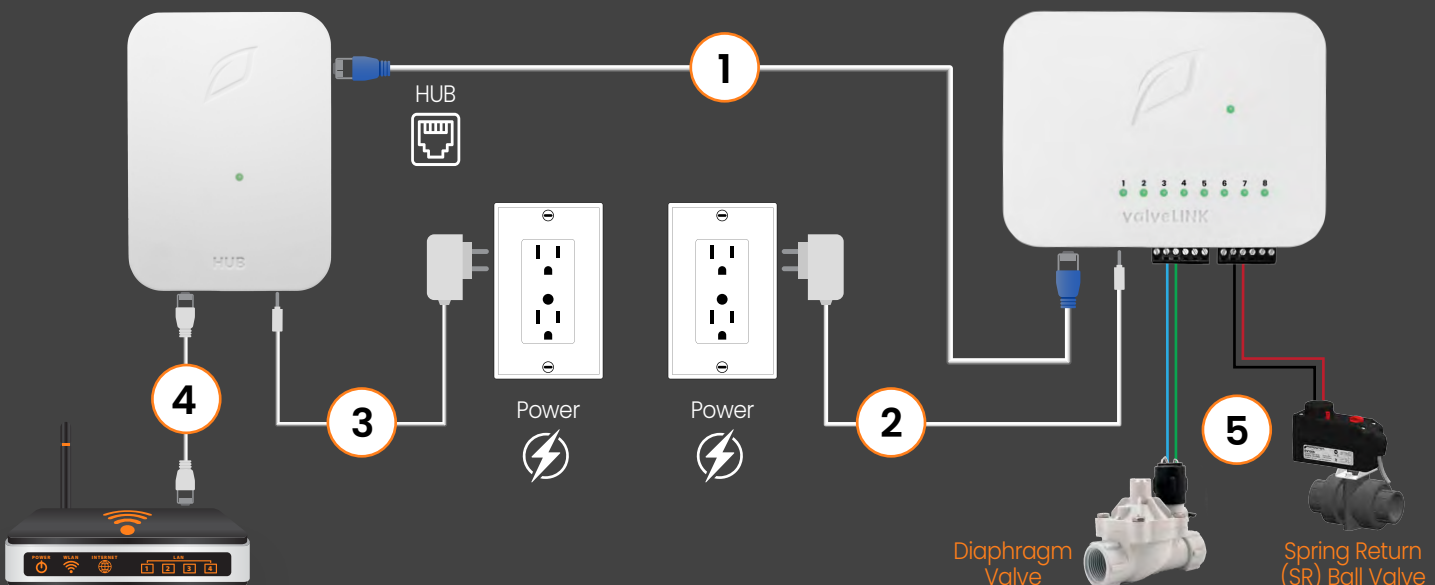 1
HUB
HUB
1 2 3 4 5 6 7 8
valveLINK
4
3
Power
Power
2
5
POWER WLAN INTERNET LAN
1 2 3 4
Diaphragm
Valve
Spring Return
(SR) Ball Valve